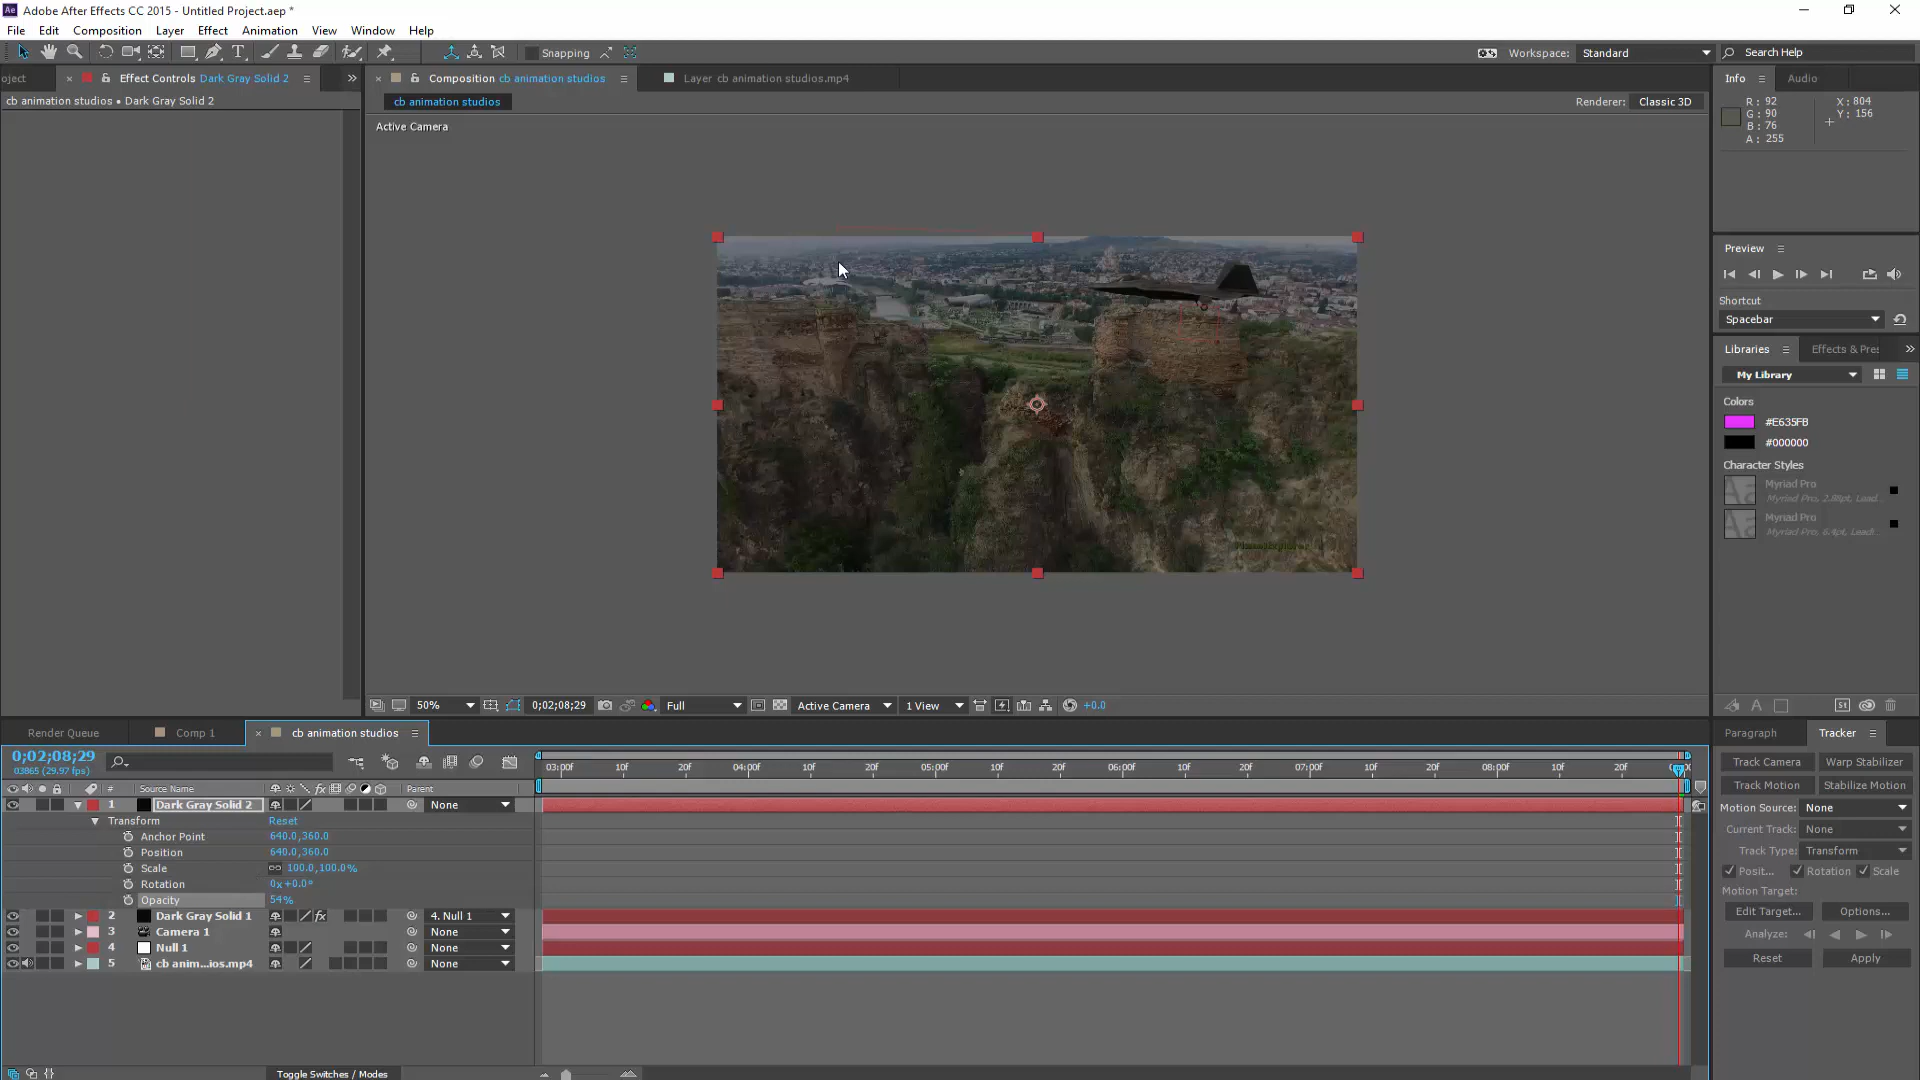 Adobe After Effects CC 2015 - Untitled Project.aep *
File Edit Composition Layer Effect Animation View Window Help
Snapping
Workspace: Standard
Search Help
oject
Effect Controls Dark Gray Solid 2
Composition cb animation studios
Layer cb animation studios.mp4
Info
Audio
cb animation studios • Dark Gray Solid 2
cb animation studios
Renderer: Classic 3D
R: 92
G: 90
B: 76
A: 255
X: 804
Y: 156
Active Camera
Preview
Shortcut
Spacebar
Libraries
Effects & Pre
My Library
Colors
#E635FB
#000000
Character Styles
Myriad Pro
Myriad Pro, 2.88pt, Lead...
Myriad Pro
Myriad Pro, 6.4pt, Leadi...
50%
0;02;08;29
Full
Active Camera
1 View
+0.0
Render Queue
Comp 1
cb animation studios
Paragraph
Tracker
0;02;08;29
03865 (29.97 fps)
03:00f 10f 20f 04:00f 10f 20f 05:00f 10f 20f 06:00f 10f 20f 07:00f 10f 20f 08:00f 10f 20f
# Source Name
Parent
1 Dark Gray Solid 2 None
Transform Reset
Anchor Point 640.0,360.0
Position 640.0,360.0
Scale 100.0,100.0%
Rotation 0x+0.0°
Opacity 54%
2 Dark Gray Solid 1 fx 4. Null 1
3 Camera 1 None
4 Null 1 None
5 cb anim...ios.mp4 None
Toggle Switches / Modes
Track Camera
Warp Stabilizer
Track Motion
Stabilize Motion
Motion Source: None
Current Track: None
Track Type: Transform
Posit... Rotation Scale
Motion Target:
Edit Target...
Options...
Analyze:
Reset
Apply